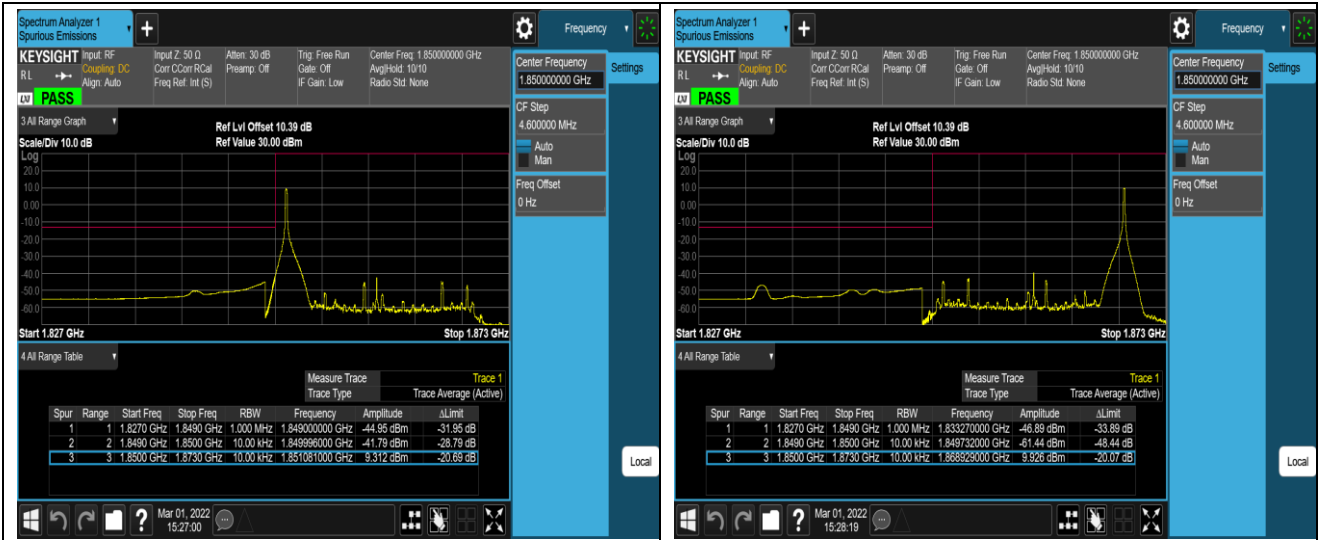 Spectrum Analyzer 1
Spurious Emissions
Frequency
KEYSIGHT Input: RF Input Z: 50 Ω Atten: 30 dB Trig: Free Run Center Freq: 1.850000000 GHz
RL Coupling: DC Corr CCorr RCal Preamp: Off Gate: Off Avg|Hold: 10/10
Align: Auto Freq Ref: Int (S) IF Gain: Low Radio Std: None
LXI PASS
Center Frequency
1.850000000 GHz
Settings
CF Step
4.600000 MHz
Auto
Man
Freq Offset
0 Hz
3 All Range Graph
Ref Lvl Offset 10.39 dB
Scale/Div 10.0 dB Ref Value 30.00 dBm
Log
20.0
10.0
0.00
-10.0
-20.0
-30.0
-40.0
-50.0
-60.0
Start 1.827 GHz Stop 1.873 GHz
4 All Range Table
Measure Trace Trace 1
Trace Type Trace Average (Active)
Spur Range Start Freq Stop Freq RBW Frequency Amplitude ΔLimit
1 1 1.8270 GHz 1.8490 GHz 1.000 MHz 1.849000000 GHz -44.95 dBm -31.95 dB
2 2 1.8490 GHz 1.8500 GHz 10.00 kHz 1.849996000 GHz -41.79 dBm -28.79 dB
3 3 1.8500 GHz 1.8730 GHz 10.00 kHz 1.851081000 GHz 9.312 dBm -20.69 dB
Local
?
Mar 01, 2022
15:27:00
Spectrum Analyzer 1
Spurious Emissions
Frequency
KEYSIGHT Input: RF Input Z: 50 Ω Atten: 30 dB Trig: Free Run Center Freq: 1.850000000 GHz
RL Coupling: DC Corr CCorr RCal Preamp: Off Gate: Off Avg|Hold: 10/10
Align: Auto Freq Ref: Int (S) IF Gain: Low Radio Std: None
LXI PASS
Center Frequency
1.850000000 GHz
Settings
CF Step
4.600000 MHz
Auto
Man
Freq Offset
0 Hz
3 All Range Graph
Ref Lvl Offset 10.39 dB
Scale/Div 10.0 dB Ref Value 30.00 dBm
Log
20.0
10.0
0.00
-10.0
-20.0
-30.0
-40.0
-50.0
-60.0
Start 1.827 GHz Stop 1.873 GHz
4 All Range Table
Measure Trace Trace 1
Trace Type Trace Average (Active)
Spur Range Start Freq Stop Freq RBW Frequency Amplitude ΔLimit
1 1 1.8270 GHz 1.8490 GHz 1.000 MHz 1.833270000 GHz -46.89 dBm -33.89 dB
2 2 1.8490 GHz 1.8500 GHz 10.00 kHz 1.849732000 GHz -61.44 dBm -48.44 dB
3 3 1.8500 GHz 1.8730 GHz 10.00 kHz 1.868929000 GHz 9.926 dBm -20.07 dB
Local
?
Mar 01, 2022
15:28:19